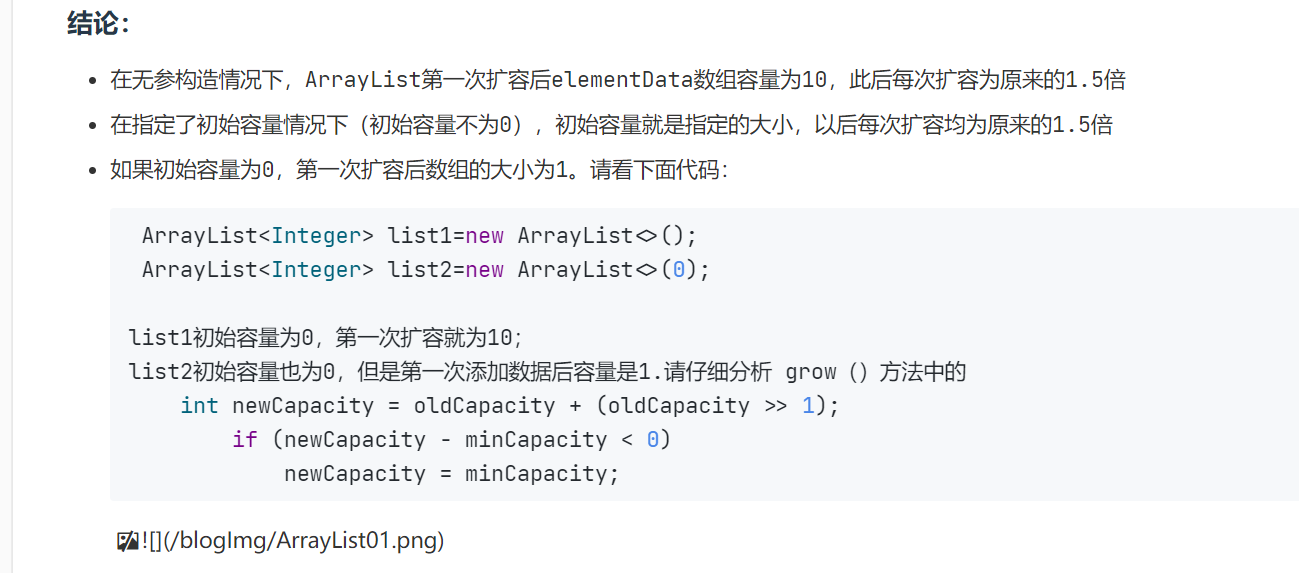 结论:
在无参构造情况下，ArrayList第一次扩容后elementData数组容量为10，此后每次扩容为原来的1.5倍
在指定了初始容量情况下（初始容量不为0），初始容量就是指定的大小，以后每次扩容均为原来的1.5倍
如果初始容量为0，第一次扩容后数组的大小为1。请看下面代码：
ArrayList<Integer> list1=new ArrayList<>();
ArrayList<Integer> list2=new ArrayList<>(0);
list1初始容量为0，第一次扩容就为10；
list2初始容量也为0，但是第一次添加数据后容量是1.请仔细分析 grow（）方法中的
int newCapacity = oldCapacity + (oldCapacity >> 1);
if (newCapacity - minCapacity < 0)
newCapacity = minCapacity;
![](/blogImg/ArrayList01.png)